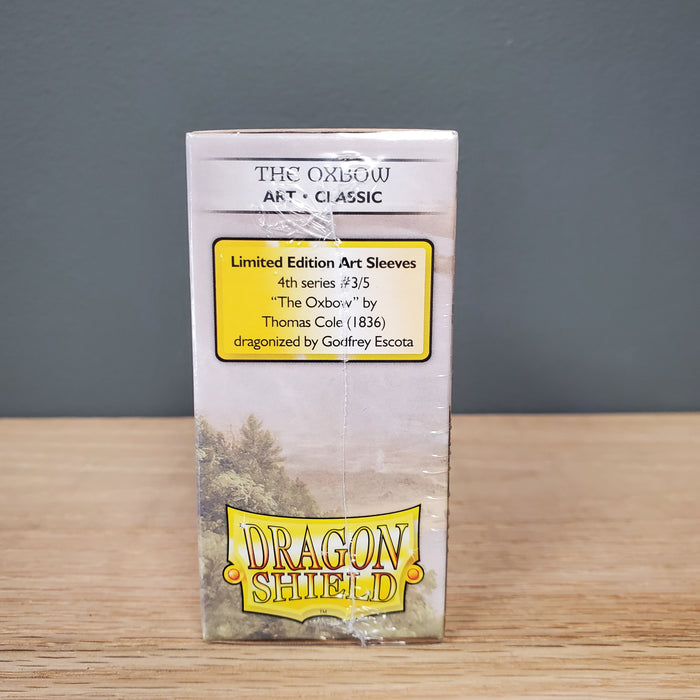 THE OXBOW
ART • CLASSIC
Limited Edition Art Sleeves
4th series #3/5
“The Oxbow” by
Thomas Cole (1836)
dragonized by Godfrey Escota
DRAGON
SHIELD
TM